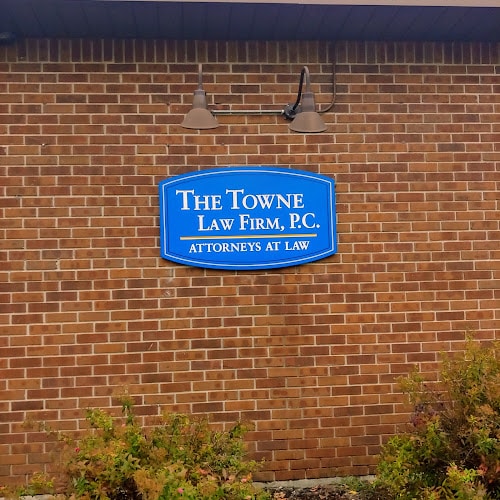 THE TOWNE
LAW FIRM, P.C.
ATTORNEYS AT LAW